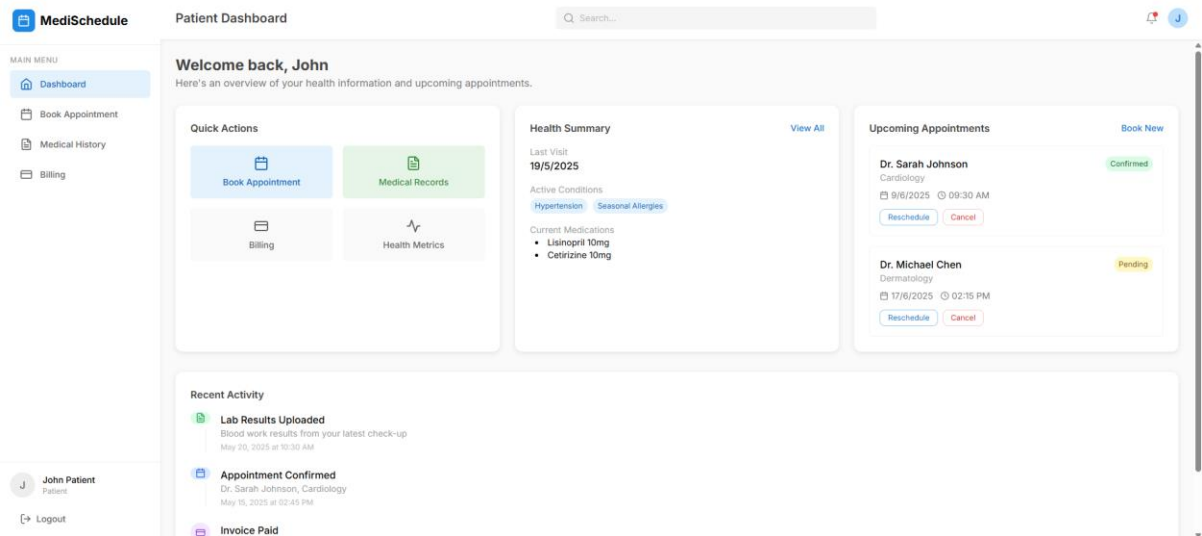 MediSchedule
Patient Dashboard
Search...
J
MAIN MENU
Dashboard
Book Appointment
Medical History
Billing
Welcome back, John
Here's an overview of your health information and upcoming appointments.
Quick Actions
Book Appointment
Medical Records
Billing
Health Metrics
Health Summary
View All
Last Visit
19/5/2025
Active Conditions
Hypertension Seasonal Allergies
Current Medications
• Lisinopril 10mg
• Cetirizine 10mg
Upcoming Appointments
Book New
Dr. Sarah Johnson
Confirmed
Cardiology
9/6/2025 09:30 AM
Reschedule Cancel
Dr. Michael Chen
Pending
Dermatology
17/6/2025 02:15 PM
Reschedule Cancel
Recent Activity
Lab Results Uploaded
Blood work results from your latest check-up
May 20, 2025 at 10:30 AM
Appointment Confirmed
Dr. Sarah Johnson, Cardiology
May 15, 2025 at 02:45 PM
Invoice Paid
J
John Patient
Patient
Logout